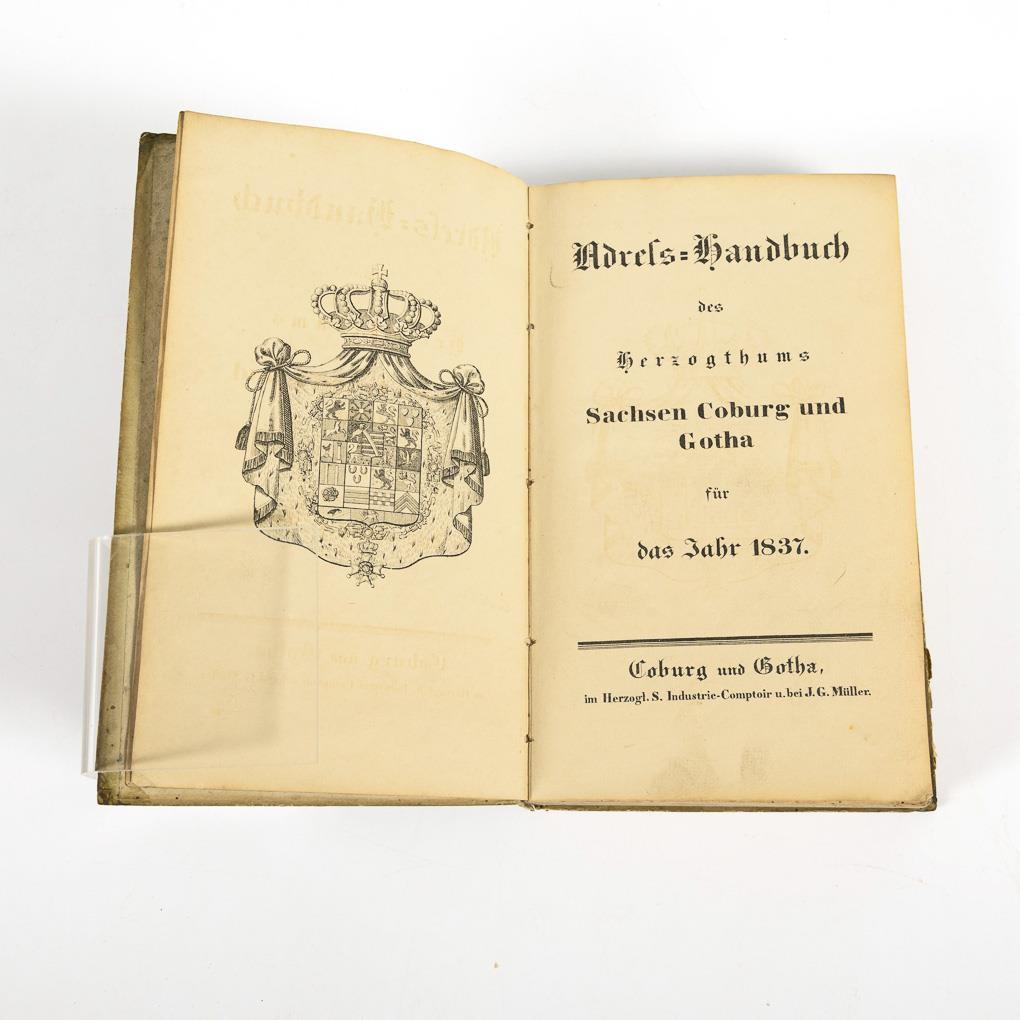 Adreſs=Handbuch
des
Herzogthums
Sachsen Coburg und
Gotha
für
das Jahr 1837.
Coburg und Gotha,
im Herzogl. S. Industrie-Comptoir u. bei J. G. Müller.